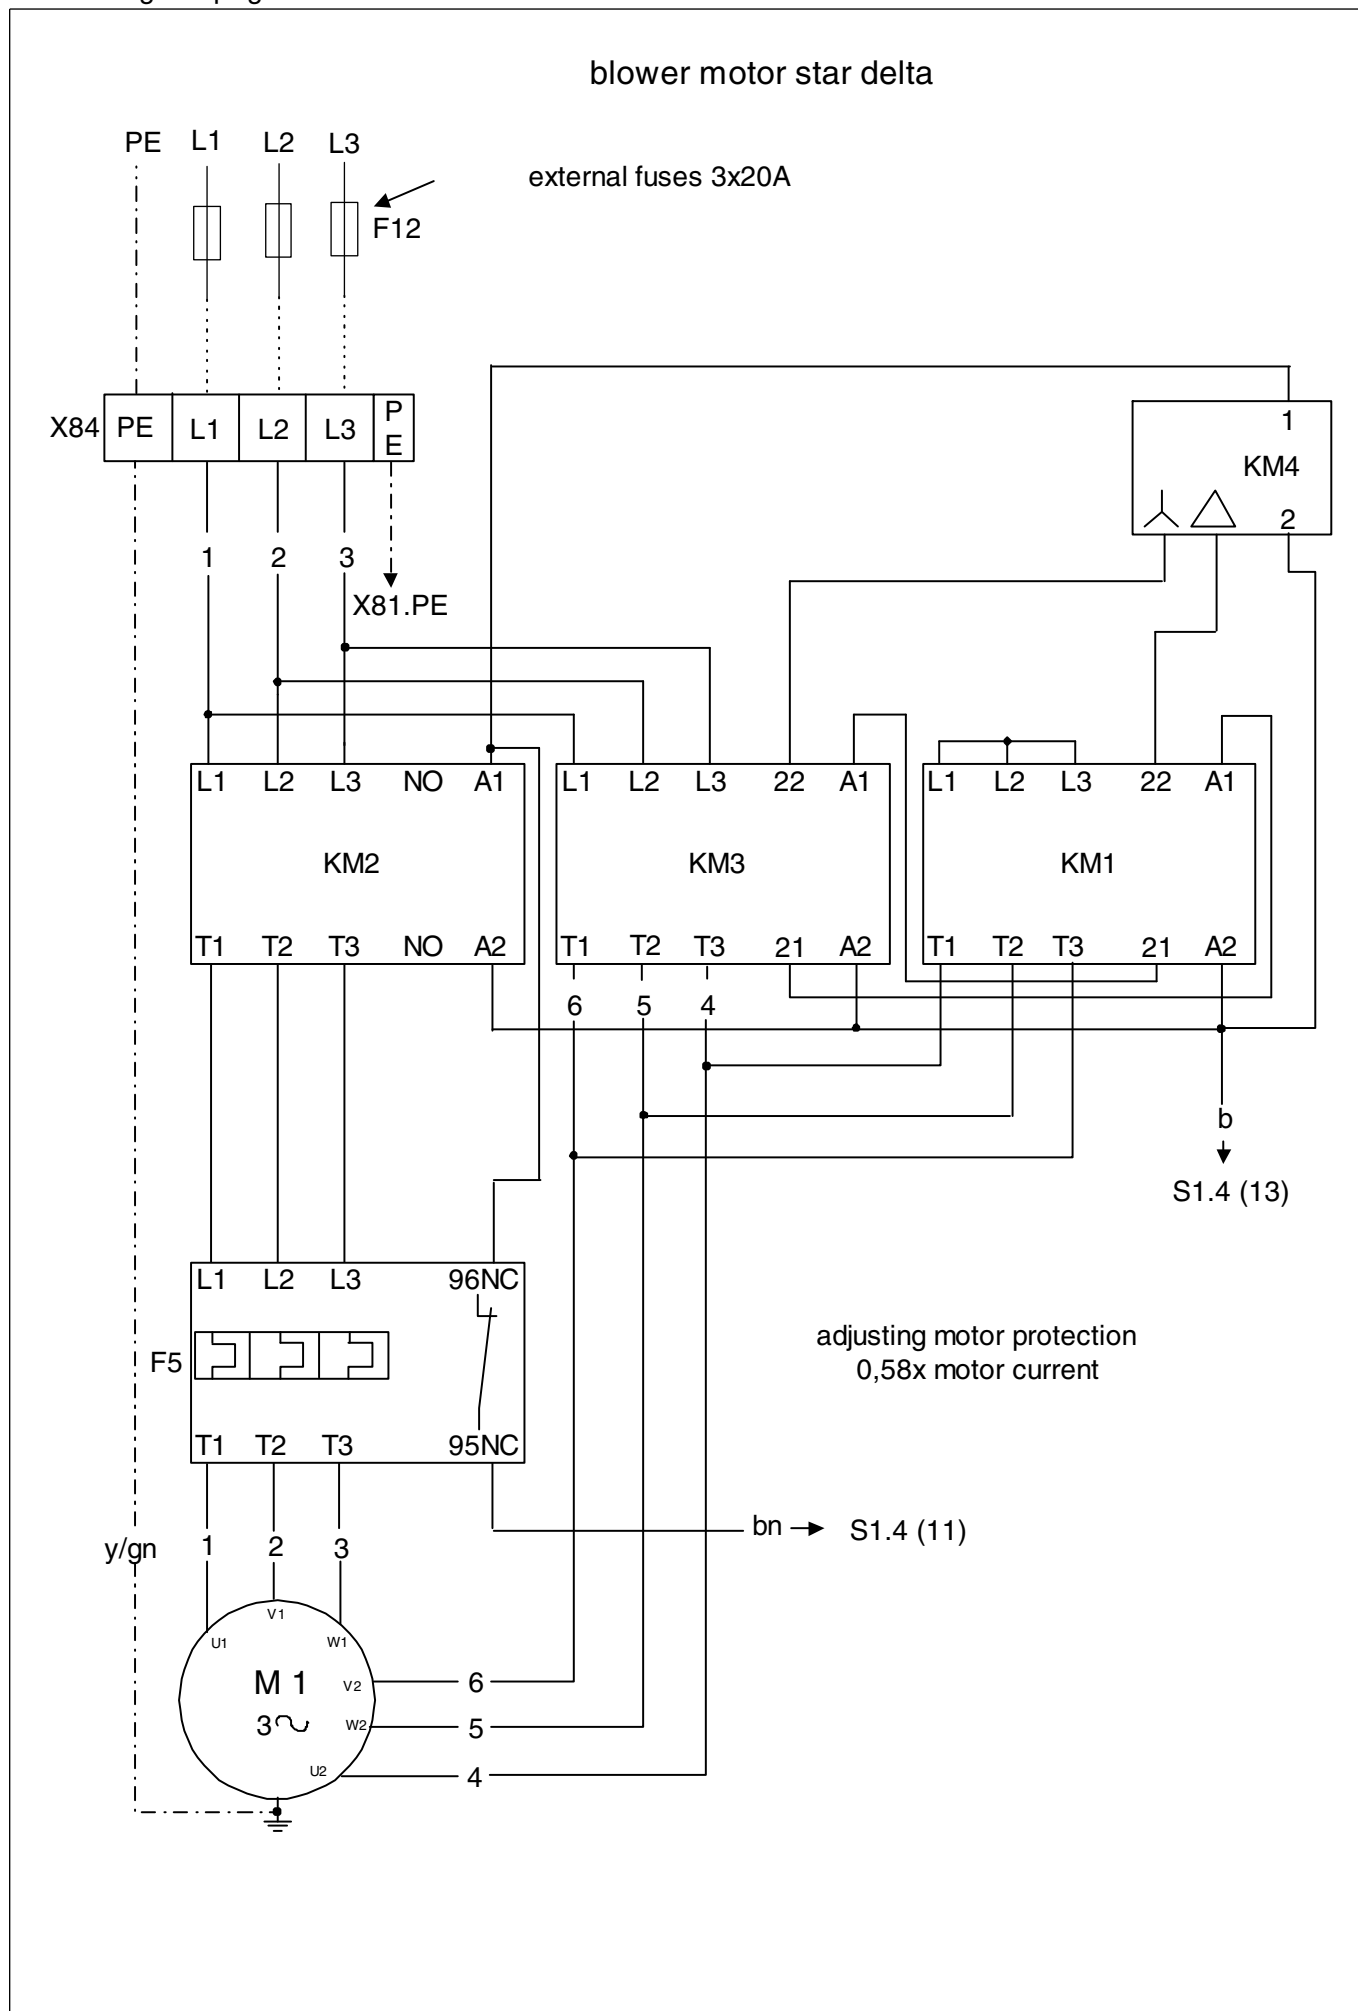 blower motor star delta
PE L1 L2 L3
external fuses 3x20A
F12
X84 PE L1 L2 L3 P E
1
KM4
2
1 2 3
X81.PE
L1 L2 L3 NO A1 L1 L2 L3 22 A1 L1 L2 L3 22 A1
KM2 KM3 KM1
T1 T2 T3 NO A2 T1 T2 T3 21 A2 T1 T2 T3 21 A2
6 5 4
b
S1.4 (13)
L1 L2 L3 96NC
adjusting motor protection
F5
0,58x motor current
T1 T2 T3 95NC
bn S1.4 (11)
y/gn 1 2 3
V1
U1 W1
M 1 V2 6
3 W2 5
U2 4